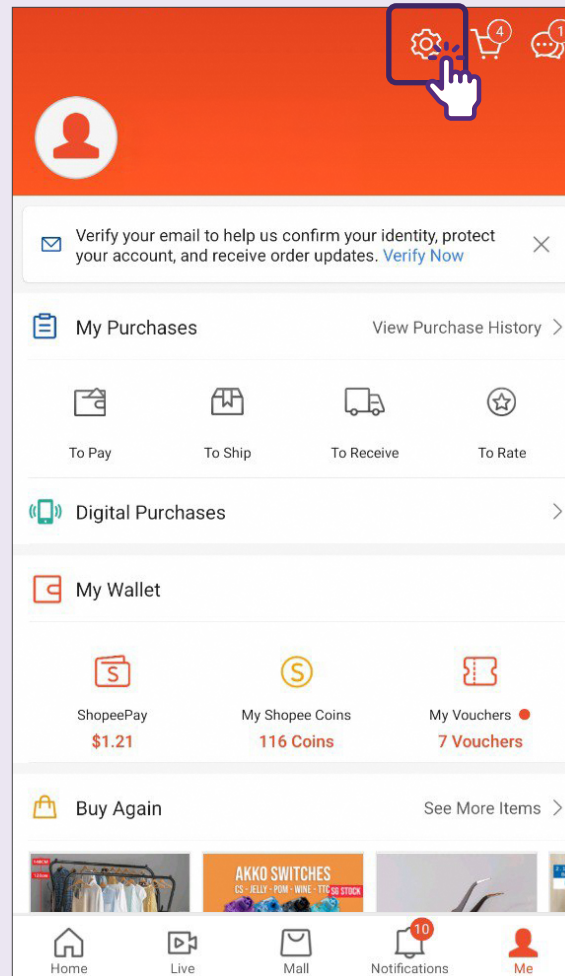 4
1
Verify your email to help us confirm your identity, protect
your account, and receive order updates. Verify Now
My Purchases
View Purchase History
To Pay
To Ship
To Receive
To Rate
Digital Purchases
My Wallet
ShopeePay
My Shopee Coins
My Vouchers
$1.21
116 Coins
7 Vouchers
Buy Again
See More Items
AKKO SWITCHES
CS - JELLY - POM - WINE - TTC
SG STOCK
10
Home
Live
Mall
Notifications
Me